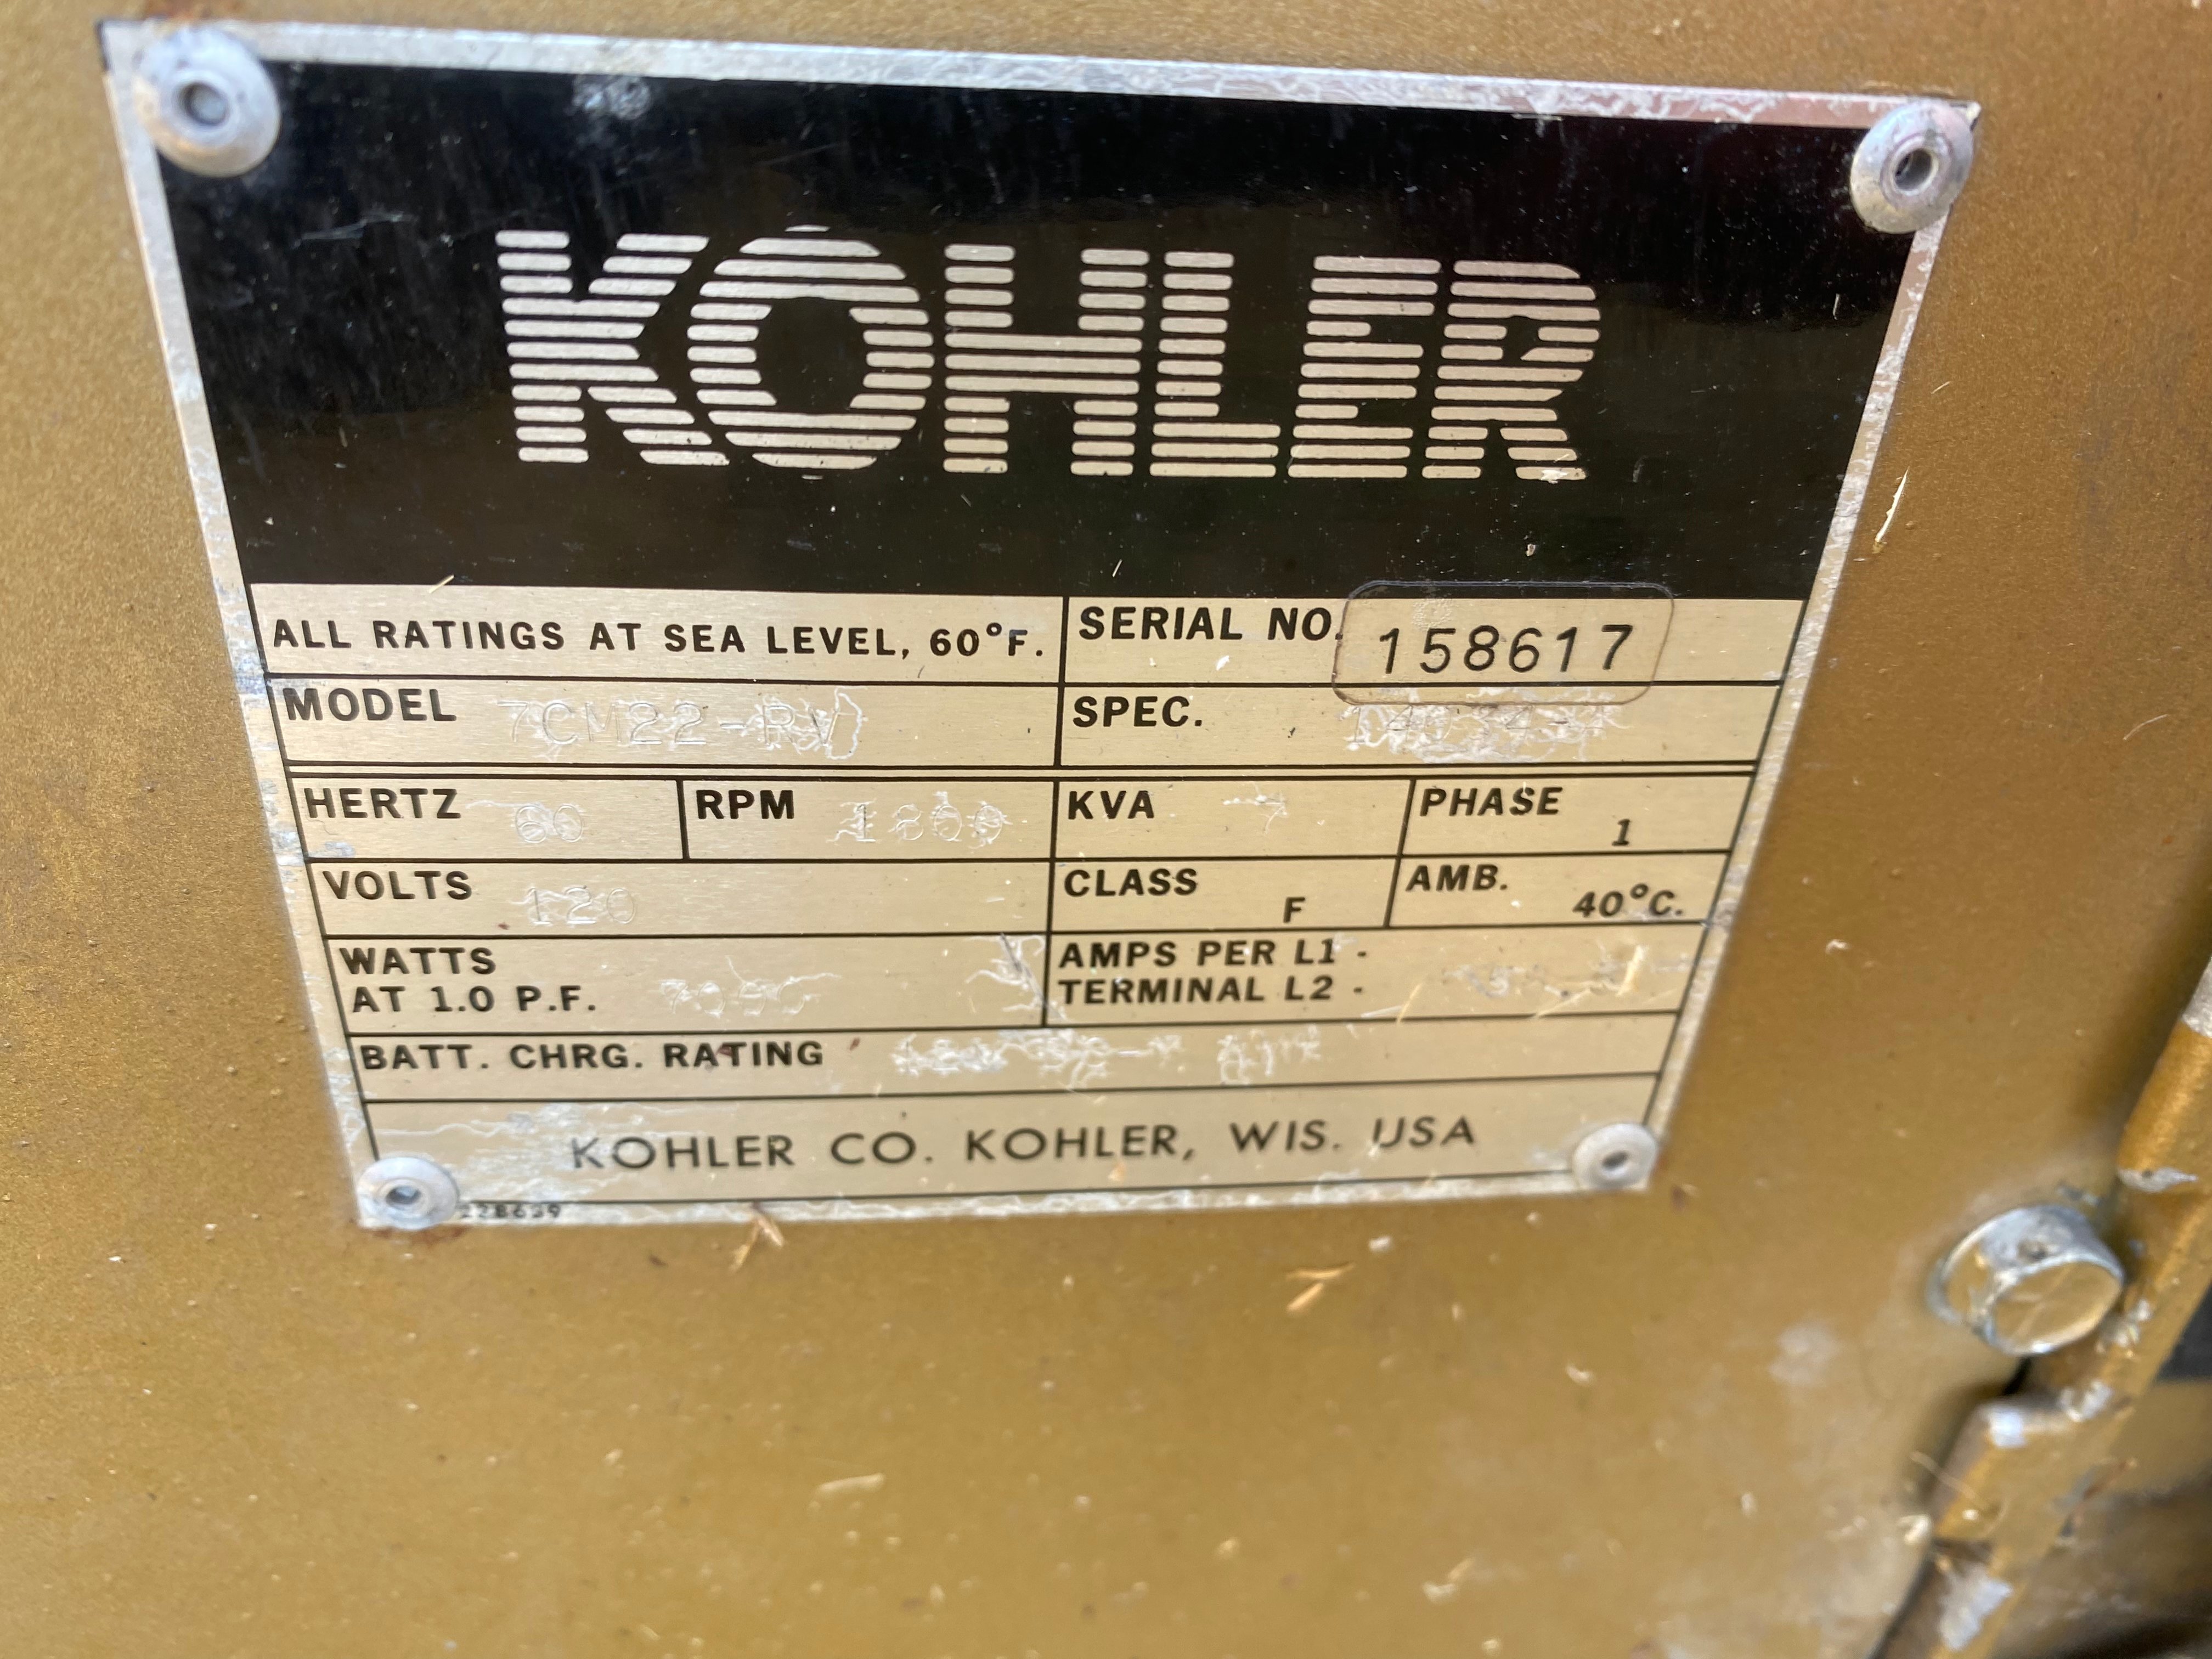 KOHLER
ALL RATINGS AT SEA LEVEL, 60°F.
SERIAL NO. 158617
MODEL 7CM22-RV
SPEC.
HERTZ 60
RPM 1800
KVA 7
PHASE 1
VOLTS 120
CLASS F
AMB. 40°C.
WATTS
AT 1.0 P.F. 7000
AMPS PER L1 -
TERMINAL L2 -
BATT. CHRG. RATING
KOHLER CO. KOHLER, WIS. USA